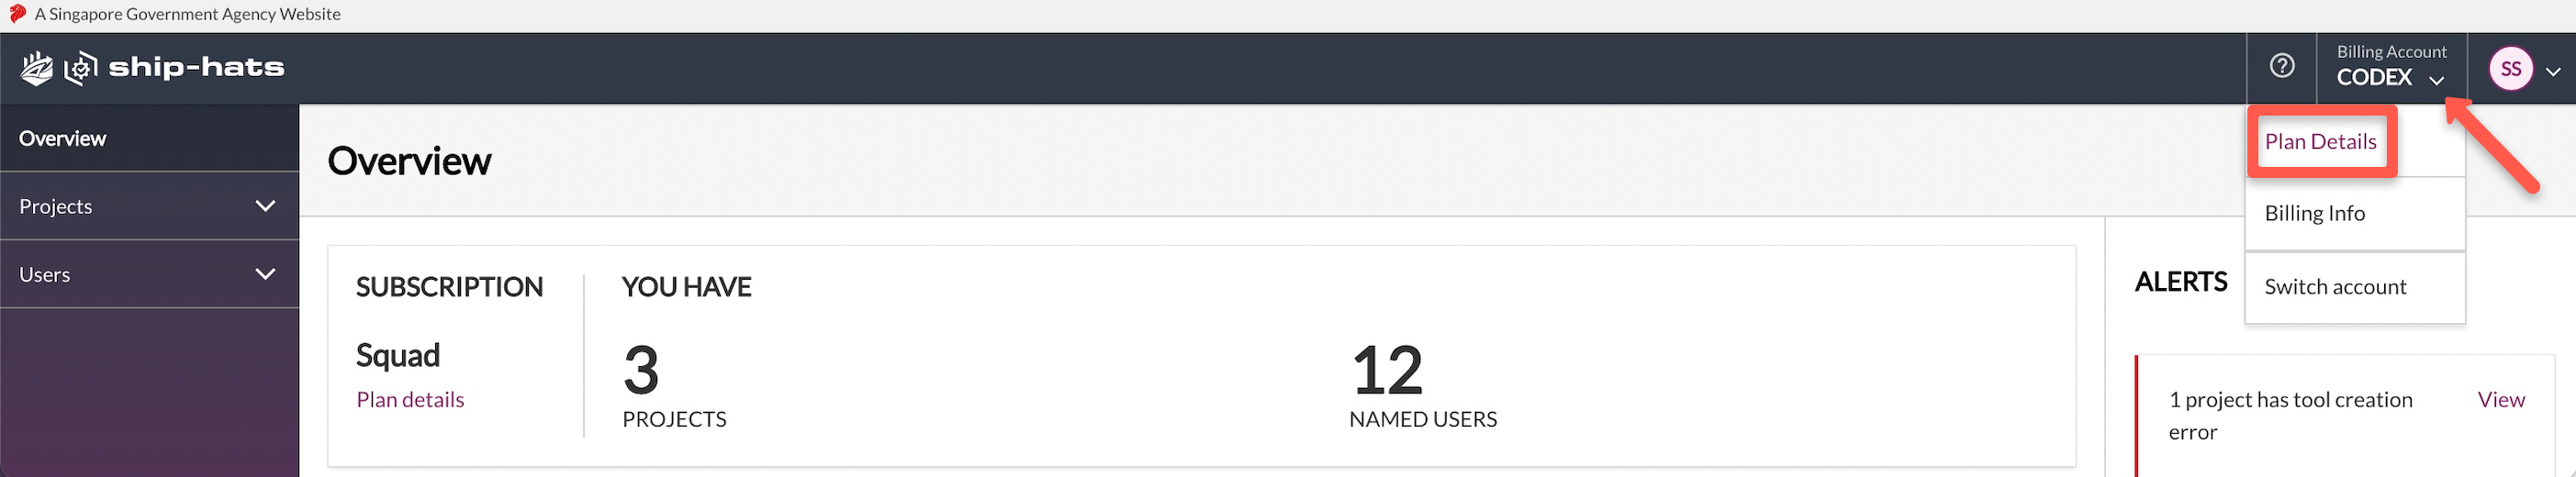 A Singapore Government Agency Website
ship-hats
Billing Account
CODEX
SS
Overview
Projects
Users
Overview
Plan Details
Billing Info
Switch account
SUBSCRIPTION
Squad
Plan details
YOU HAVE
3
PROJECTS
12
NAMED USERS
ALERTS
1 project has tool creation
error
View